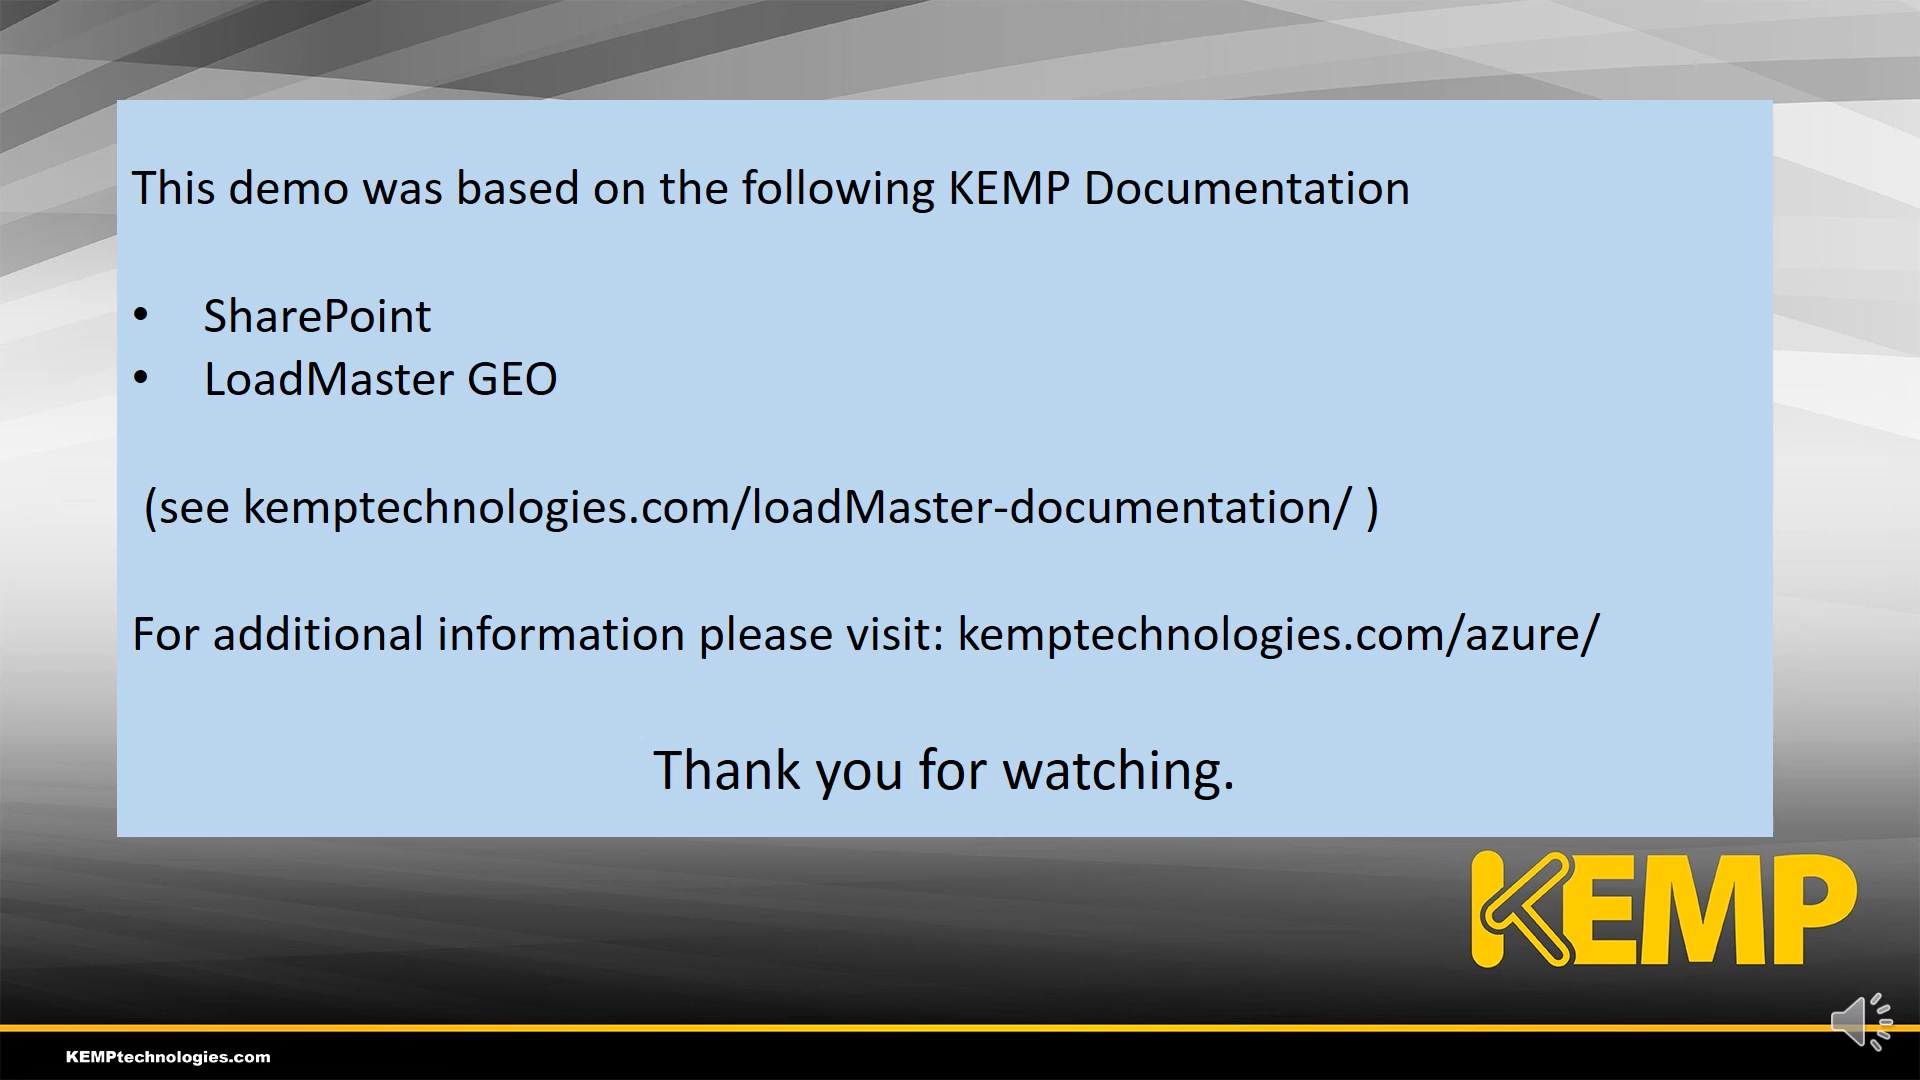 This demo was based on the following KEMP Documentation
• SharePoint
• LoadMaster GEO
(see kemptechnologies.com/loadMaster-documentation/ )
For additional information please visit: kemptechnologies.com/azure/
Thank you for watching.
KEMP
KEMPtechnologies.com